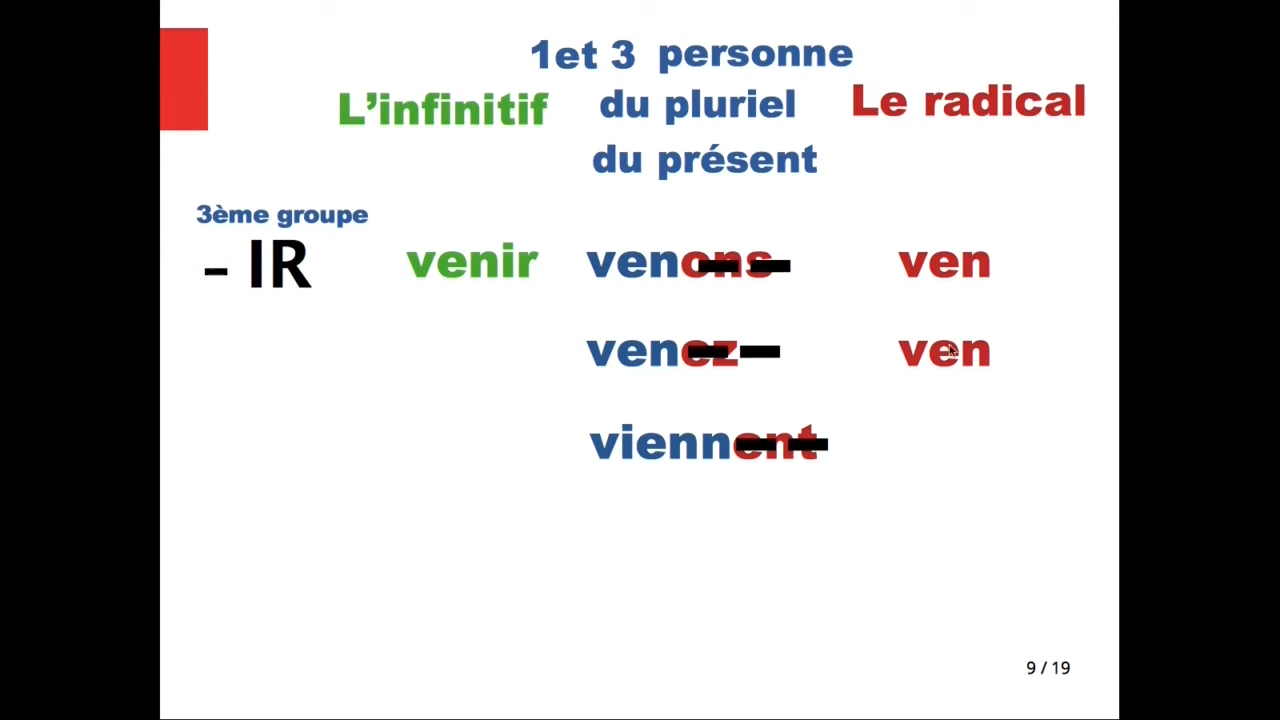 1et 3 personne
L'infinitif du pluriel Le radical
du présent
3ème groupe
- IR venir venons ven
venez ven
viennent
9 / 19